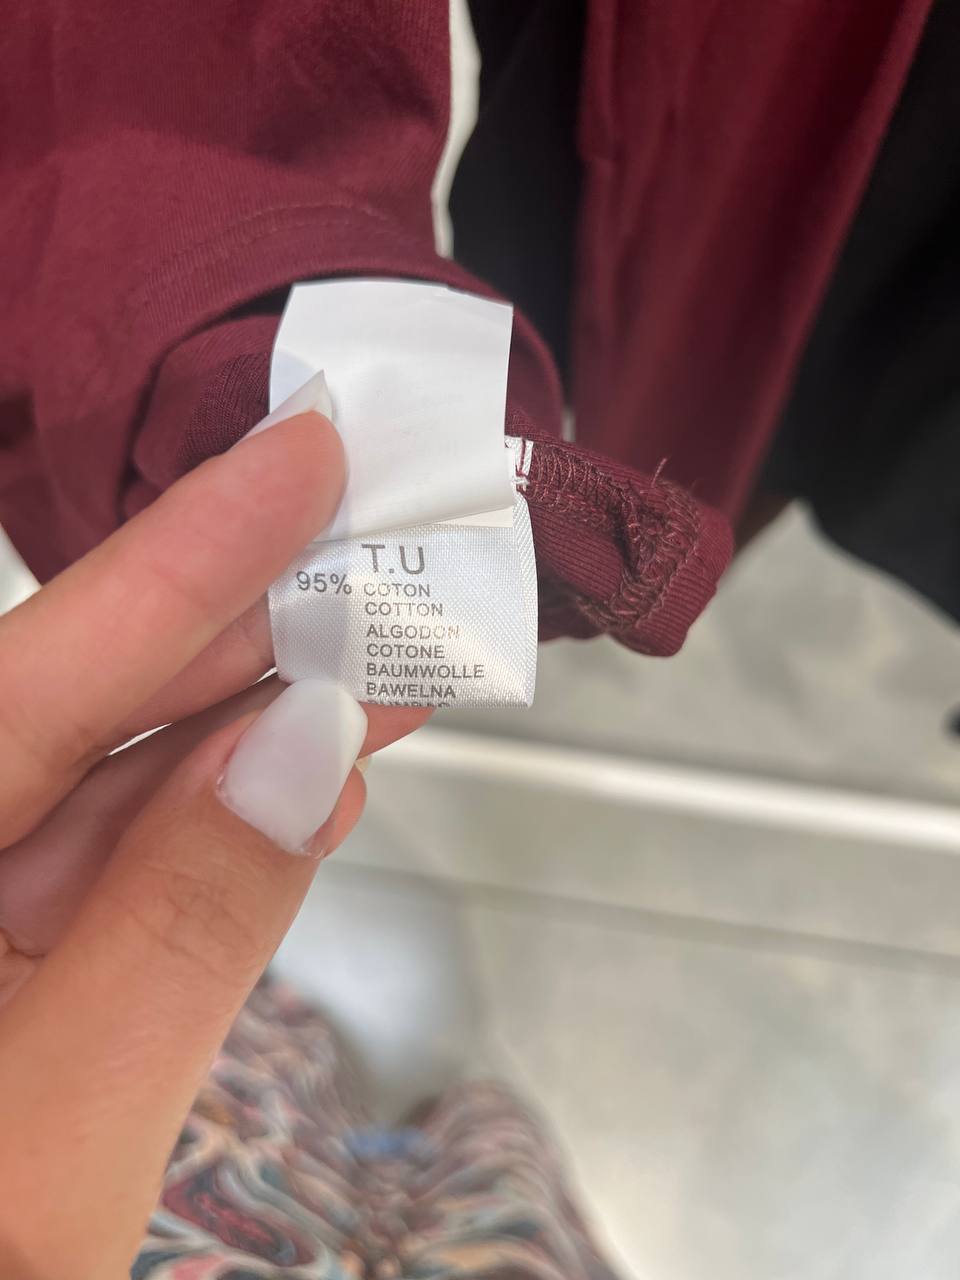 T.U
95% COTON
COTTON
ALGODON
COTONE
BAUMWOLLE
BAWELNA